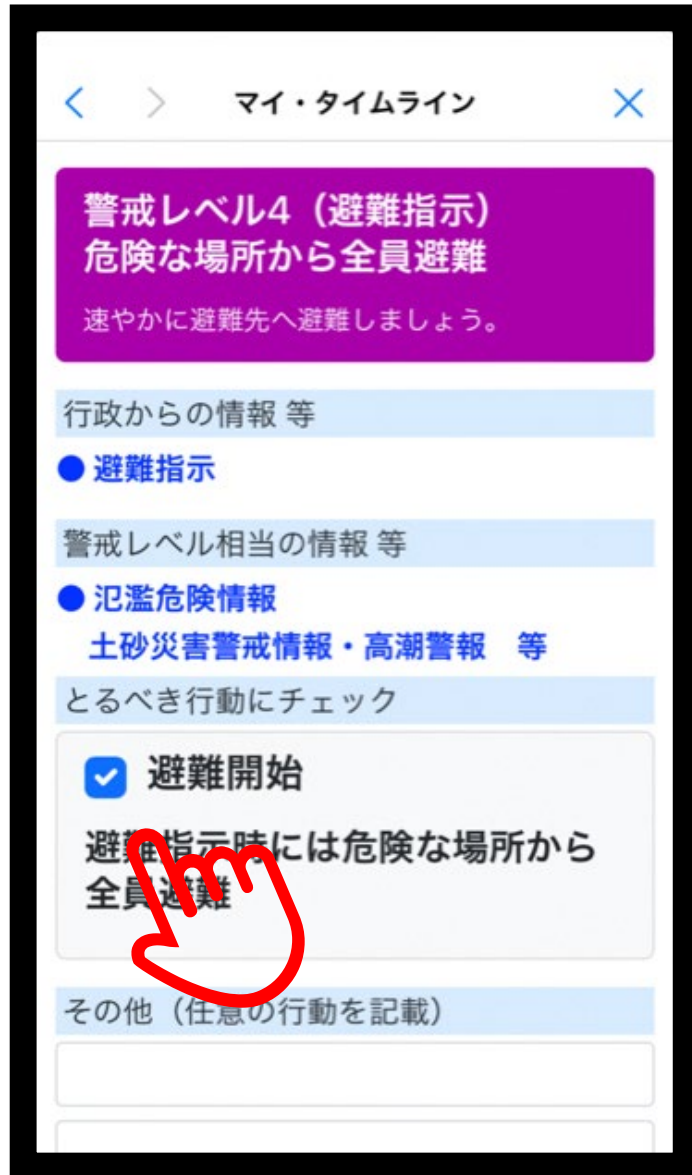 マイ・タイムライン
警戒レベル4（避難指示）
危険な場所から全員避難
速やかに避難先へ避難しましょう。
行政からの情報 等
● 避難指示
警戒レベル相当の情報 等
● 氾濫危険情報
土砂災害警戒情報・高潮警報　等
とるべき行動にチェック
避難開始
避難指示時には危険な場所から
全員避難
その他（任意の行動を記載）